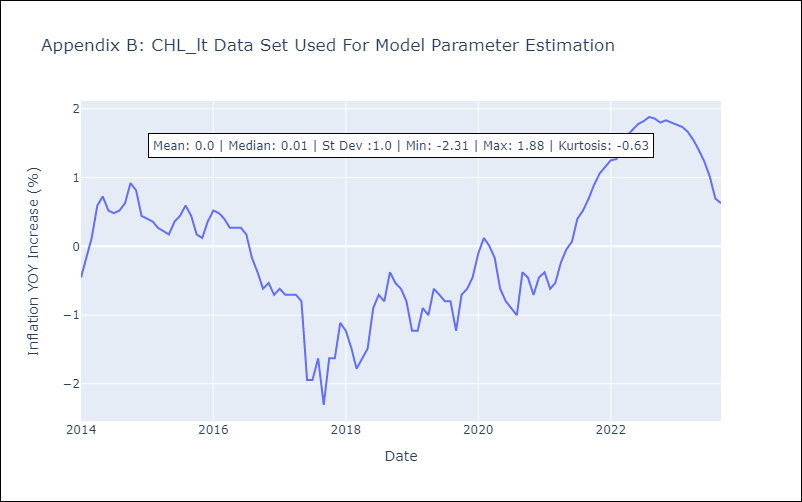 Appendix B: CHL_lt Data Set Used For Model Parameter Estimation
Mean: 0.0 | Median: 0.01 | St Dev :1.0 | Min: -2.31 | Max: 1.88 | Kurtosis: -0.63
Inflation YOY Increase (%)
2
1
0
−1
−2
2014
2016
2018
2020
2022
Date